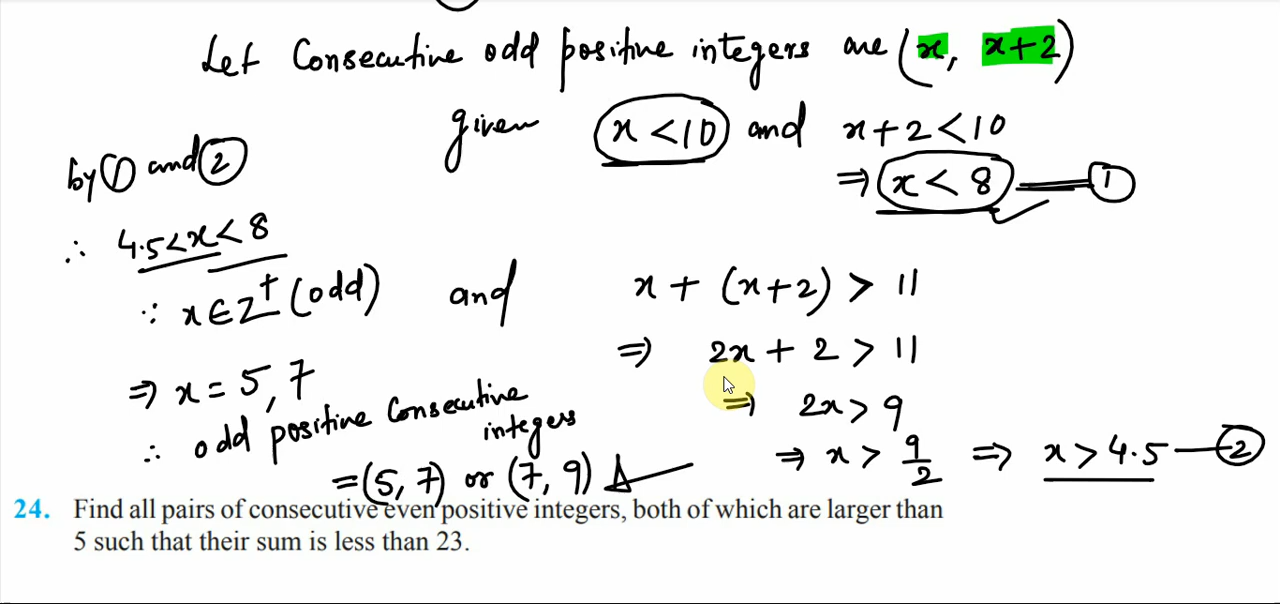 Let Consecutive odd positive integers are (x, x+2)
given x < 10 and x+2 < 10
⇒ x < 8 —— ①
by ① and ②
∴ 4.5 < x < 8
∵ x ∈ Z⁺ (odd)
⇒ x = 5, 7
∴ odd positive Consecutive
integers
= (5, 7) or (7, 9)
and x + (x+2) > 11
⇒ 2x + 2 > 11
⇒ 2x > 9
⇒ x > 9/2 ⇒ x > 4.5 — ②
24. Find all pairs of consecutive even positive integers, both of which are larger than
5 such that their sum is less than 23.